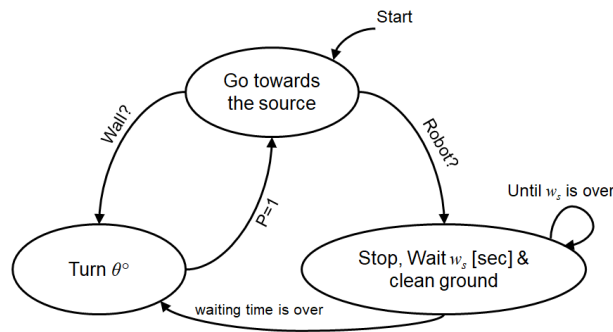 Start
Go towards
the source
Wall?
Robot?
P=1
Until wₛ is over
Turn θ°
Stop, Wait wₛ [sec] &
clean ground
waiting time is over